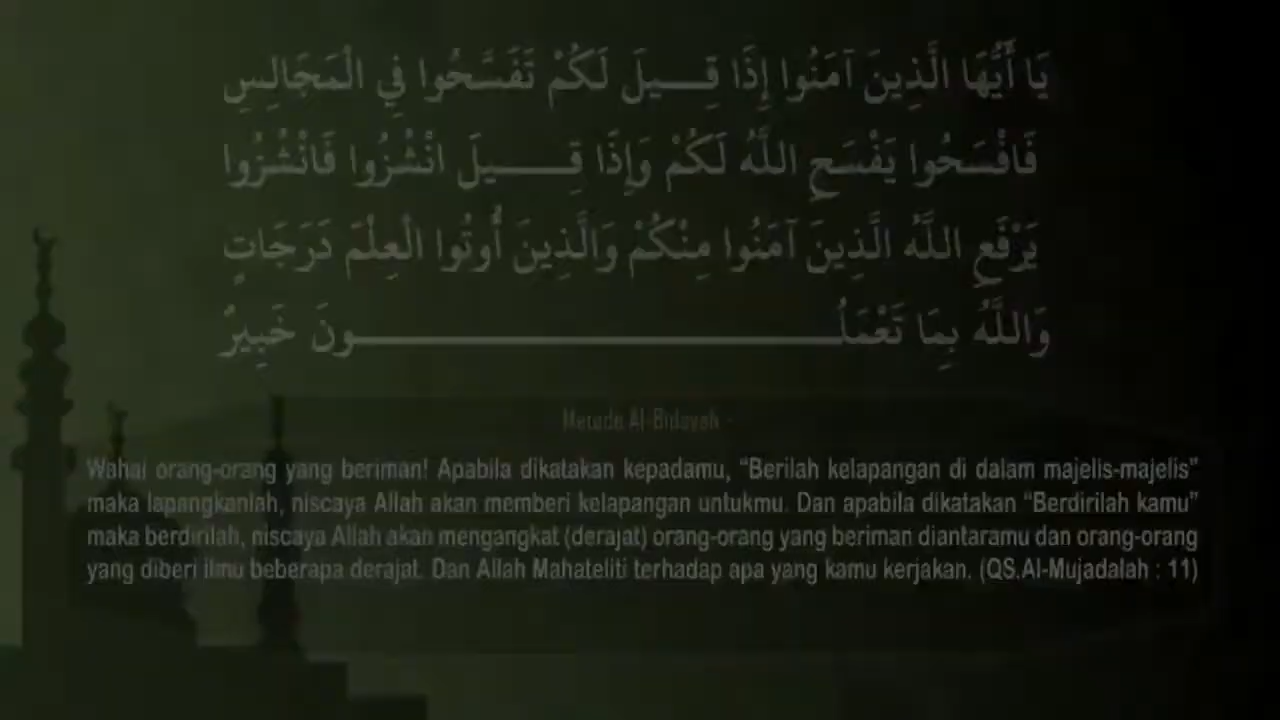 يَا أَيُّهَا الَّذِينَ آمَنُوا إِذَا قِـــيلَ لَكُمْ تَفَسَّحُوا فِي الْمَجَالِسِ
فَافْسَحُوا يَفْسَحِ اللَّهُ لَكُمْ وَإِذَا قِـــــيلَ انْشُزُوا فَانْشُزُوا
يَرْفَعِ اللَّهُ الَّذِينَ آمَنُوا مِنْكُمْ وَالَّذِينَ أُوتُوا الْعِلْمَ دَرَجَاتٍ
وَاللَّهُ بِمَا تَعْمَلُـــــــــــــــــونَ خَبِيرٌ
Metode Al-Bidayah -
Wahai orang-orang yang beriman! Apabila dikatakan kepadamu, “Berilah kelapangan di dalam majelis-majelis”
maka lapangkanlah, niscaya Allah akan memberi kelapangan untukmu. Dan apabila dikatakan “Berdirilah kamu”
maka berdirilah, niscaya Allah akan mengangkat (derajat) orang-orang yang beriman diantaramu dan orang-orang
yang diberi ilmu beberapa derajat. Dan Allah Mahateliti terhadap apa yang kamu kerjakan. (QS.Al-Mujadalah : 11)